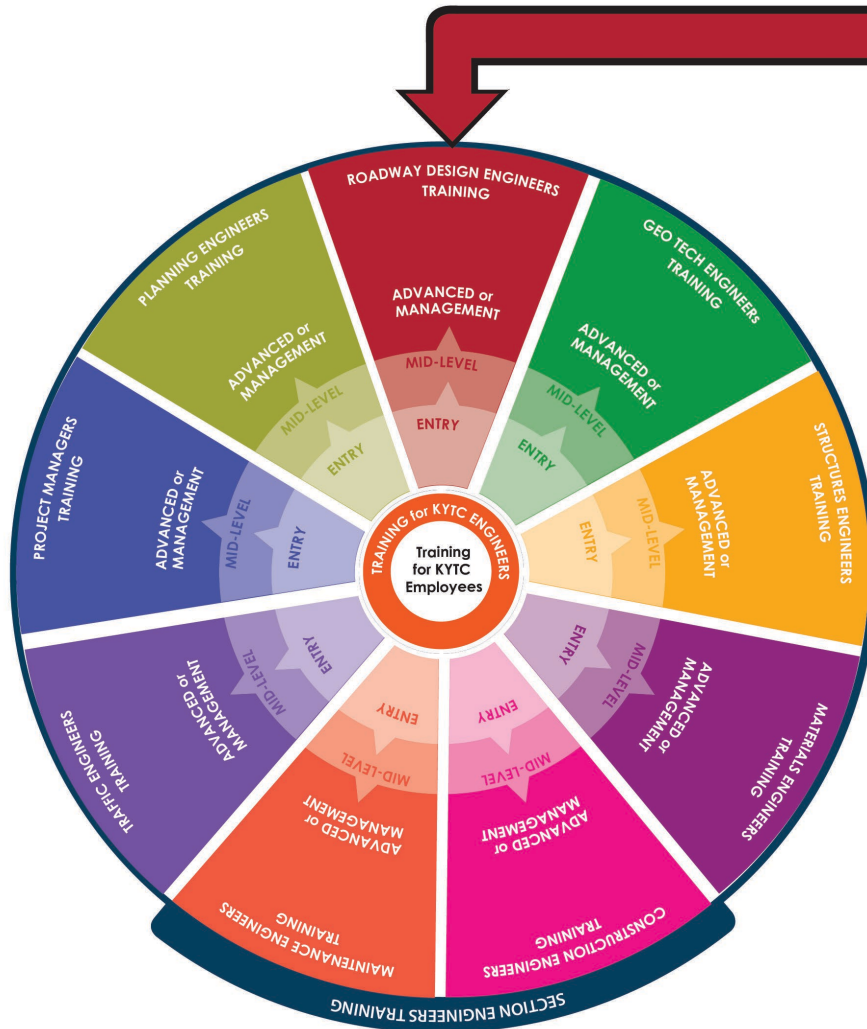 ROADWAY DESIGN ENGINEERS
TRAINING
ADVANCED or
MANAGEMENT
MID-LEVEL
ENTRY
GEO TECH ENGINEERS
TRAINING
ADVANCED or
MANAGEMENT
MID-LEVEL
ENTRY
STRUCTURES ENGINEERS
TRAINING
ADVANCED or
MANAGEMENT
MID-LEVEL
ENTRY
MATERIALS ENGINEERS
TRAINING
ADVANCED or
MANAGEMENT
MID-LEVEL
ENTRY
CONSTRUCTION ENGINEERS
TRAINING
ADVANCED or
MANAGEMENT
MID-LEVEL
ENTRY
MAINTENANCE ENGINEERS
TRAINING
ADVANCED or
MANAGEMENT
MID-LEVEL
ENTRY
TRAFFIC ENGINEERS
TRAINING
ADVANCED or
MANAGEMENT
MID-LEVEL
ENTRY
PROJECT MANAGERS
TRAINING
ADVANCED or
MANAGEMENT
MID-LEVEL
ENTRY
PLANNING ENGINEERS
TRAINING
ADVANCED or
MANAGEMENT
MID-LEVEL
ENTRY
TRAINING for KYTC ENGINEERS
Training
for KYTC
Employees
SECTION ENGINEERS TRAINING